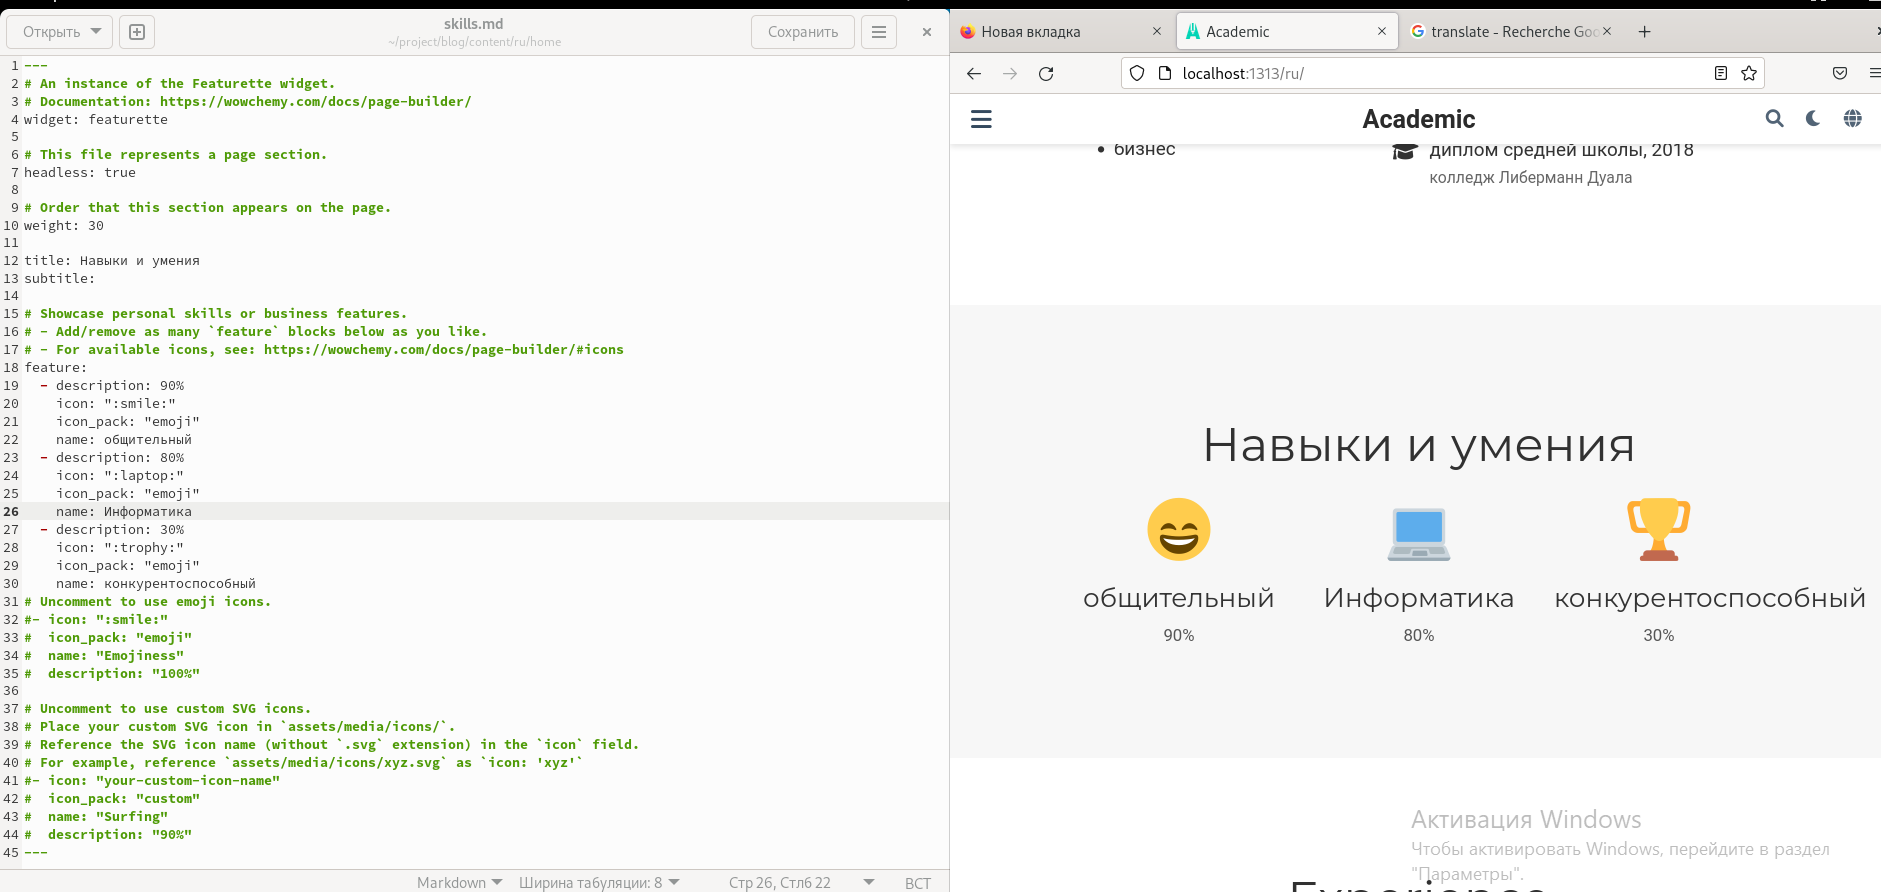 Открыть
skills.md
~/project/blog/content/ru/home
Сохранить
1 ---
2 # An instance of the Featurette widget.
3 # Documentation: https://wowchemy.com/docs/page-builder/
4 widget: featurette
5
6 # This file represents a page section.
7 headless: true
8
9 # Order that this section appears on the page.
10 weight: 30
11
12 title: Навыки и умения
13 subtitle:
14
15 # Showcase personal skills or business features.
16 # - Add/remove as many `feature` blocks below as you like.
17 # - For available icons, see: https://wowchemy.com/docs/page-builder/#icons
18 feature:
19   - description: 90%
20     icon: ":smile:"
21     icon_pack: "emoji"
22     name: общительный
23   - description: 80%
24     icon: ":laptop:"
25     icon_pack: "emoji"
26     name: Информатика
27   - description: 30%
28     icon: ":trophy:"
29     icon_pack: "emoji"
30     name: конкурентоспособный
31 # Uncomment to use emoji icons.
32 #- icon: ":smile:"
33 #  icon_pack: "emoji"
34 #  name: "Emojiness"
35 #  description: "100%"
36
37 # Uncomment to use custom SVG icons.
38 # Place your custom SVG icon in `assets/media/icons/`.
39 # Reference the SVG icon name (without `.svg` extension) in the `icon` field.
40 # For example, reference `assets/media/icons/xyz.svg` as `icon: 'xyz'`
41 #- icon: "your-custom-icon-name"
42 #  icon_pack: "custom"
43 #  name: "Surfing"
44 #  description: "90%"
45 ---
Markdown Ширина табуляции: 8 Стр 26, Стлб 22 ВСТ
Новая вкладка
Academic
translate - Recherche Goo
localhost:1313/ru/
Academic
• бизнес
диплом средней школы, 2018
колледж Либерманн Дуала
Навыки и умения
общительный Информатика конкурентоспособный
90% 80% 30%
Активация Windows
Чтобы активировать Windows, перейдите в раздел
"Параметры".
Experience